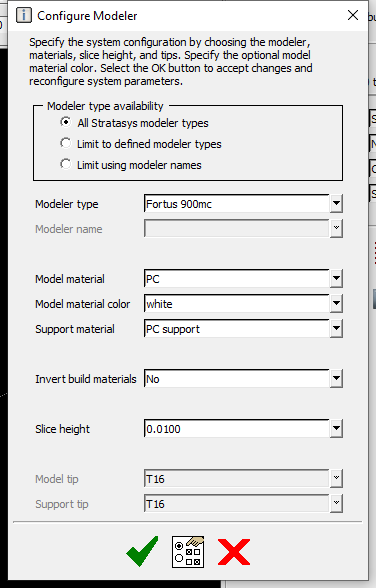 Configure Modeler
Specify the system configuration by choosing the modeler,
materials, slice height, and tips. Specify the optional model
material color. Select the OK button to accept changes and
reconfigure system parameters.
Modeler type availability
All Stratasys modeler types
Limit to defined modeler types
Limit using modeler names
Modeler type Fortus 900mc
Modeler name
Model material PC
Model material color white
Support material PC support
Invert build materials No
Slice height 0.0100
Model tip T16
Support tip T16